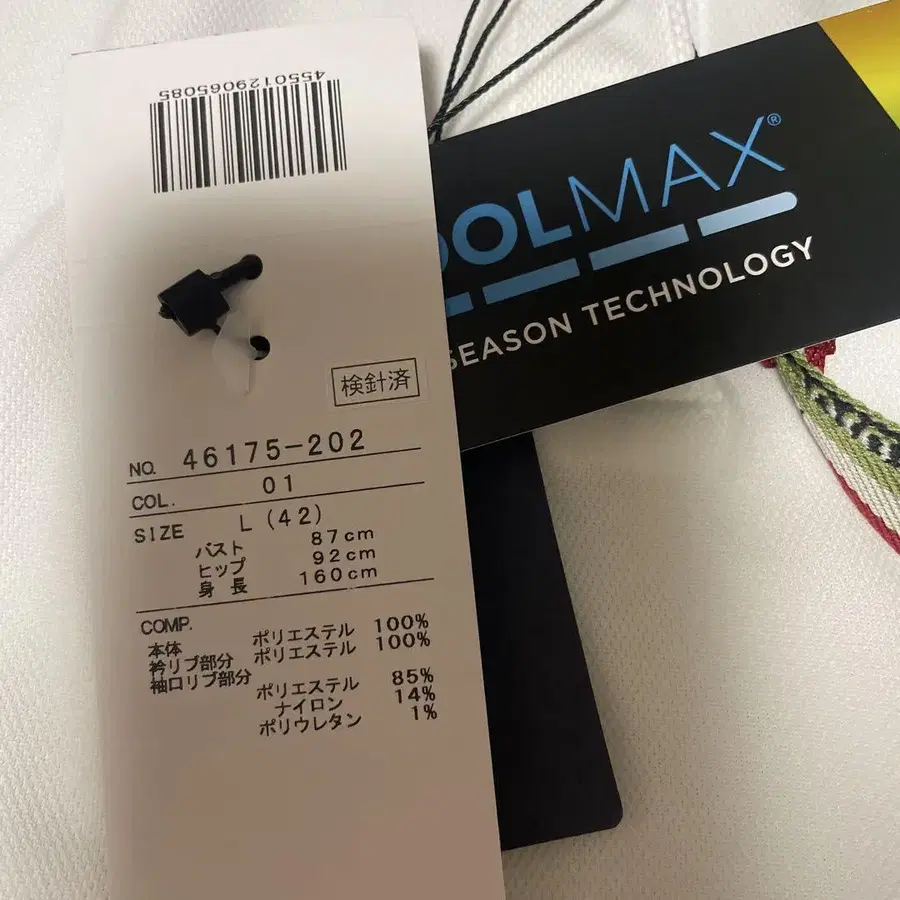 4550129065085
検針済
NO. 46175-202
COL. 01
SIZE L (42)
バスト 87cm
ヒップ 92cm
身長 160cm
COMP.
本体 ポリエステル 100%
衿リブ部分 ポリエステル 100%
袖口リブ部分
ポリエステル 85%
ナイロン 14%
ポリウレタン 1%
OOLMAX®
SEASON TECHNOLOGY